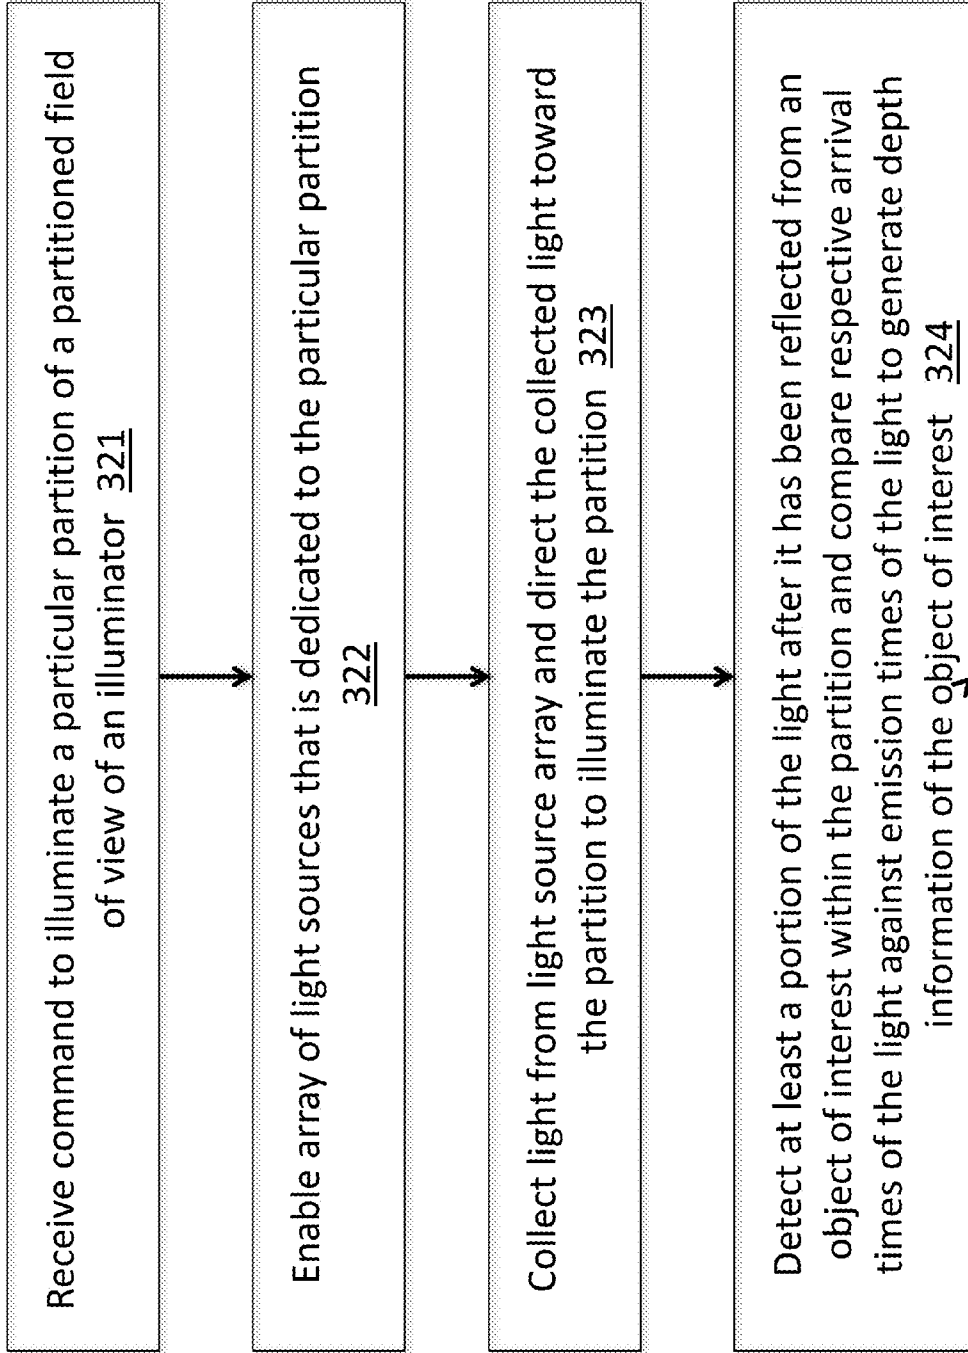 Receive command to illuminate a particular partition of a partitioned field
of view of an illuminator 321
Enable array of light sources that is dedicated to the particular partition
322
Collect light from light source array and direct the collected light toward
the partition to illuminate the partition 323
Detect at least a portion of the light after it has been reflected from an
object of interest within the partition and compare respective arrival
times of the light against emission times of the light to generate depth
information of the object of interest 324